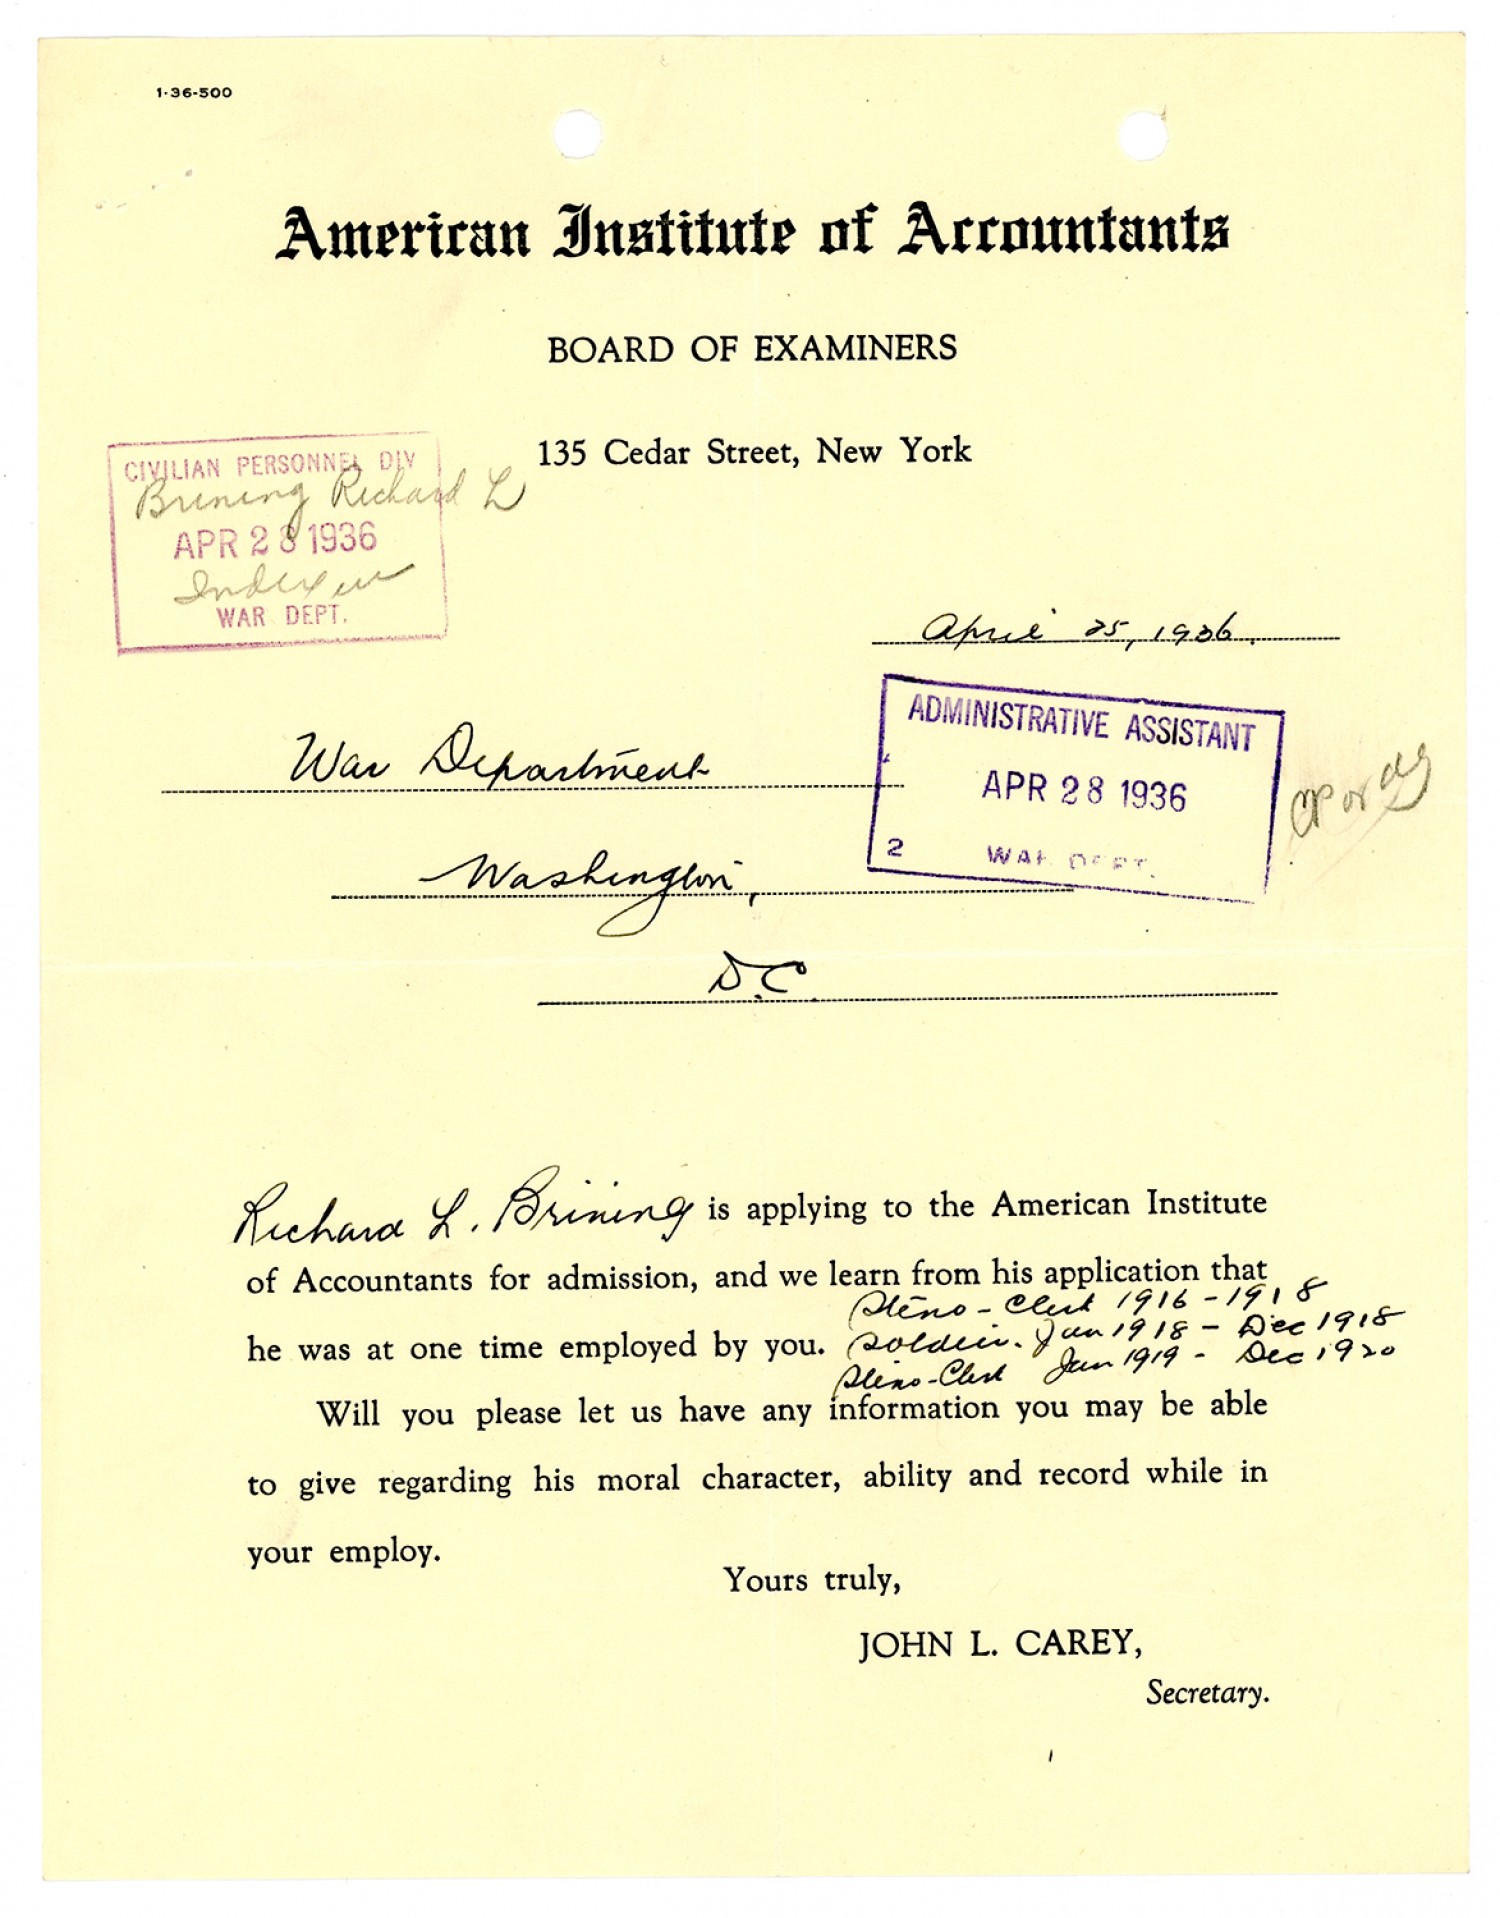 1-36-500
American Institute of Accountants
BOARD OF EXAMINERS
135 Cedar Street, New York
CIVILIAN PERSONNEL DIV
Brining Richard L
APR 28 1936
WAR DEPT.
April 25, 1936.
War Department
ADMINISTRATIVE ASSISTANT
APR 28 1936
2 WAR DEPT.
Washington,
D.C.
Richard L. Brining is applying to the American Institute
of Accountants for admission, and we learn from his application that
Steno-Clerk 1916-1918
he was at one time employed by you. Soldier. Jan 1918 - Dec 1918
Steno-Clerk Jan 1919 - Dec 1920
Will you please let us have any information you may be able
to give regarding his moral character, ability and record while in
your employ.
Yours truly,
JOHN L. CAREY,
Secretary.